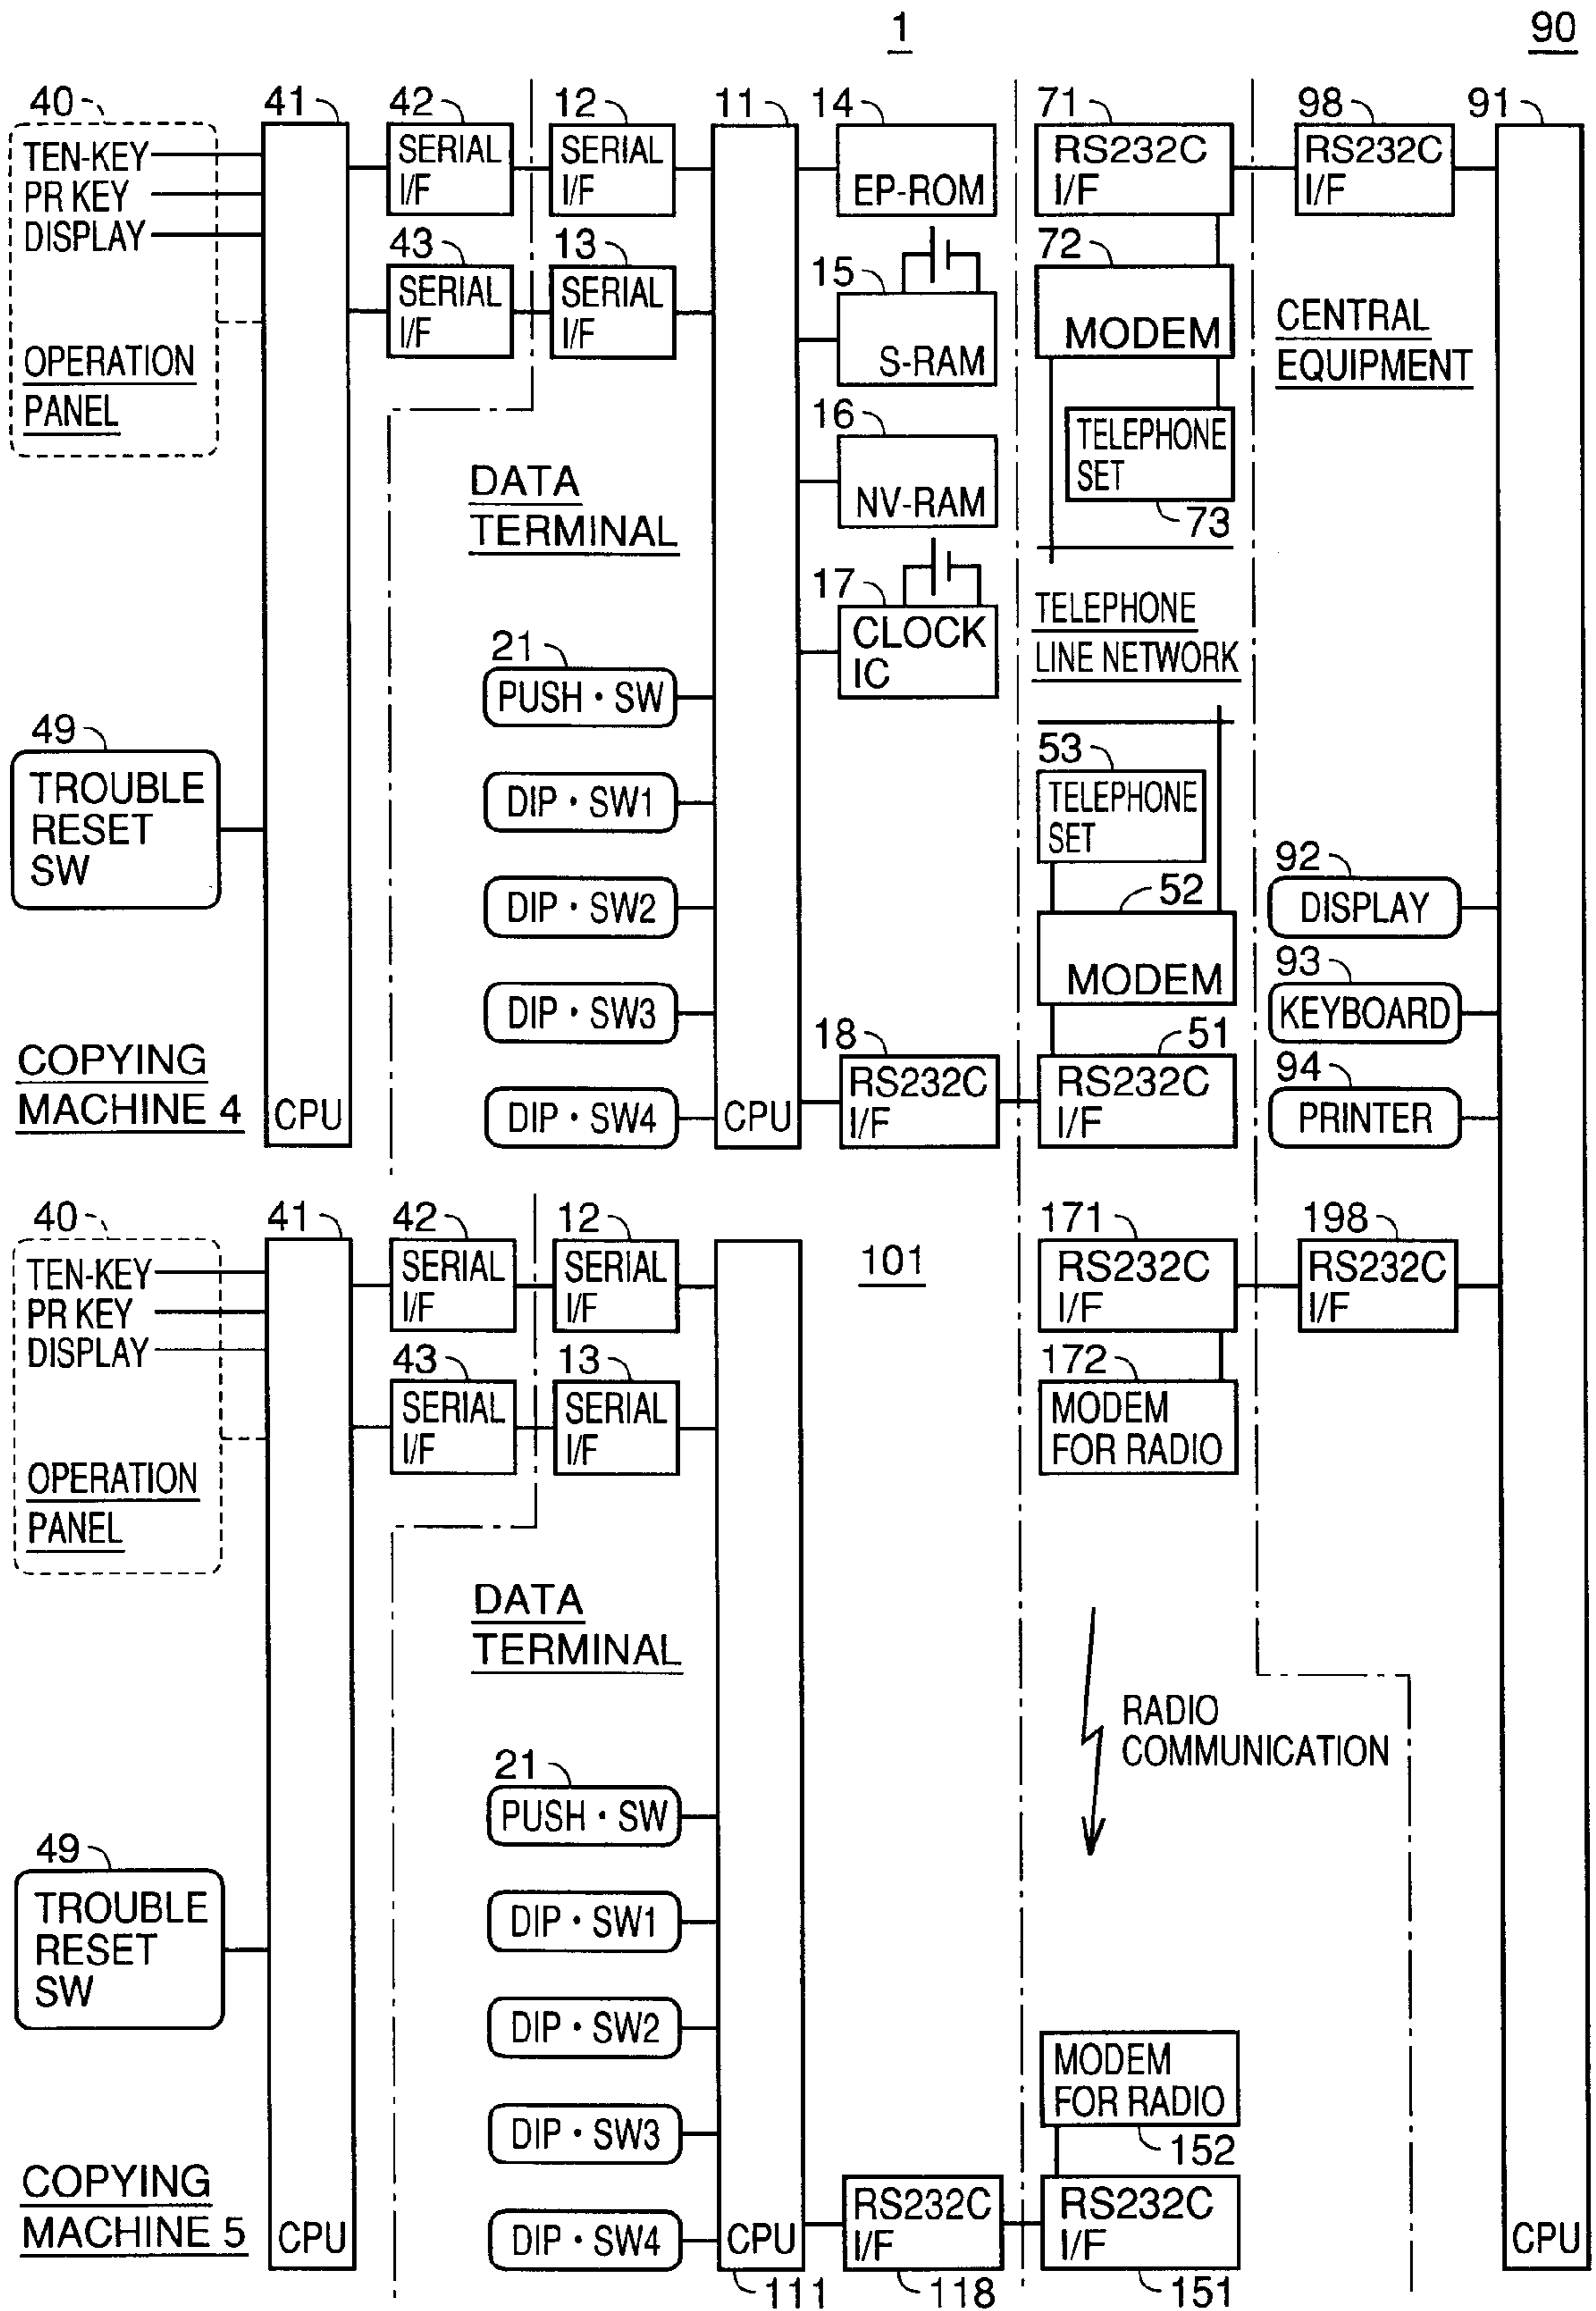 1
90
40
41
42
12
11
14
71
98
91
TEN-KEY
PR KEY
DISPLAY
OPERATION
PANEL
SERIAL
I/F
SERIAL
I/F
EP-ROM
RS232C
I/F
RS232C
I/F
43
13
15
72
SERIAL
I/F
SERIAL
I/F
S-RAM
MODEM
CENTRAL
EQUIPMENT
16
NV-RAM
TELEPHONE
SET
73
DATA
TERMINAL
17
CLOCK
IC
TELEPHONE
LINE NETWORK
21
PUSH・SW
49
TROUBLE
RESET
SW
DIP・SW1
53
TELEPHONE
SET
DIP・SW2
52
MODEM
92
DISPLAY
DIP・SW3
93
KEYBOARD
COPYING
MACHINE 4
CPU
DIP・SW4
CPU
18
RS232C
I/F
51
RS232C
I/F
94
PRINTER
40
41
42
12
101
171
198
TEN-KEY
PR KEY
DISPLAY
OPERATION
PANEL
SERIAL
I/F
SERIAL
I/F
RS232C
I/F
RS232C
I/F
43
13
172
SERIAL
I/F
SERIAL
I/F
MODEM
FOR RADIO
DATA
TERMINAL
RADIO
COMMUNICATION
21
PUSH・SW
49
TROUBLE
RESET
SW
DIP・SW1
DIP・SW2
DIP・SW3
MODEM
FOR RADIO
152
COPYING
MACHINE 5
CPU
DIP・SW4
CPU
111
RS232C
I/F
118
RS232C
I/F
151
CPU